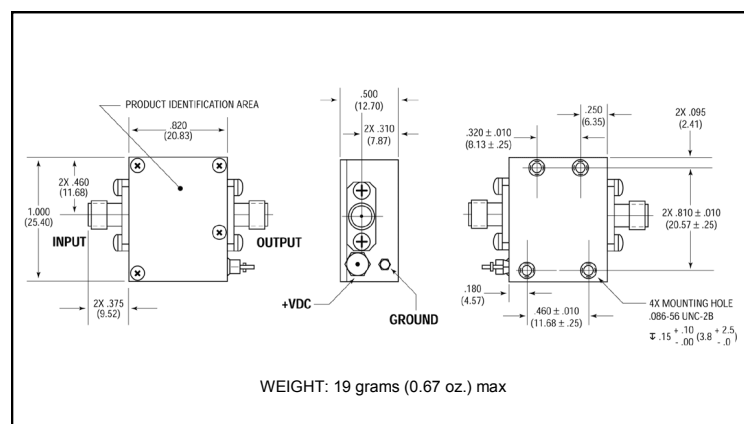 PRODUCT IDENTIFICATION AREA
.820
(20.83)
2X .460
(11.68)
1.000
(25.40)
INPUT
OUTPUT
2X .375
(9.52)
.500
(12.70)
2X .310
(7.87)
+VDC
GROUND
.320 ± .010
(8.13 ± .25)
.250
(6.35)
2X .095
(2.41)
2X .810 ± .010
(20.57 ± .25)
.180
(4.57)
.460 ± .010
(11.68 ± .25)
4X MOUNTING HOLE
.086-56 UNC-2B
↧ .15 + .10 - .00 (3.8 + 2.5 - .0)
WEIGHT: 19 grams (0.67 oz.) max